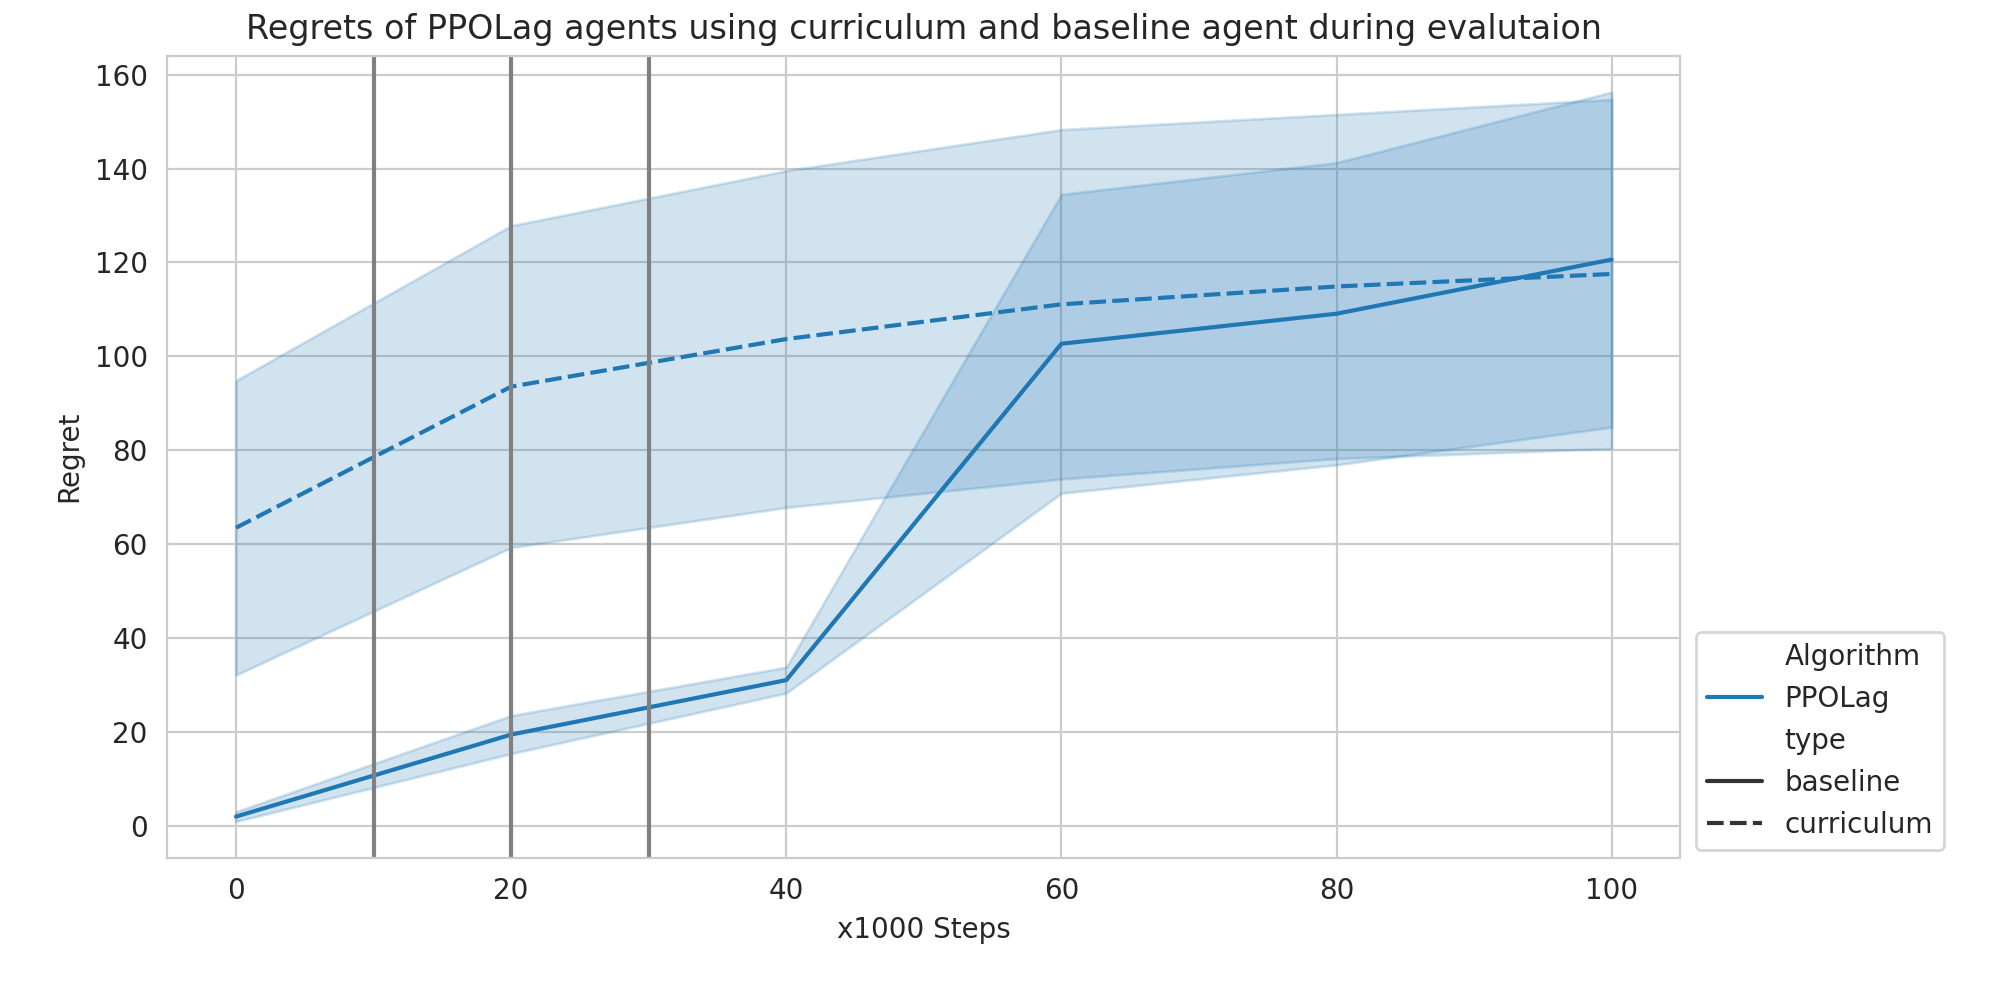 Regrets of PPOLag agents using curriculum and baseline agent during evalutaion
160
140
120
100
80
60
40
20
0
Regret
0 20 40 60 80 100
x1000 Steps
Algorithm
PPOLag
type
baseline
curriculum